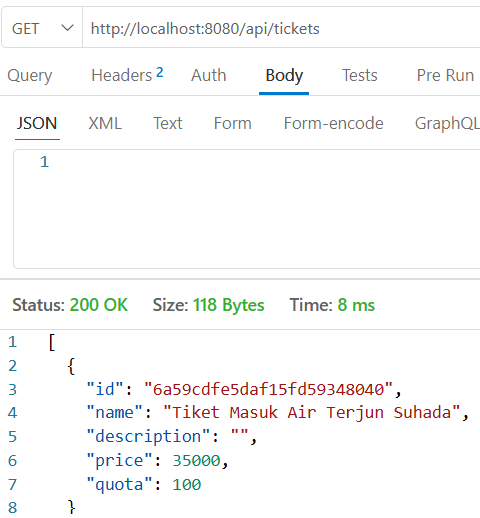 GET http://localhost:8080/api/tickets
Query Headers 2 Auth Body Tests Pre Run
JSON XML Text Form Form-encode GraphQL
1
Status: 200 OK Size: 118 Bytes Time: 8 ms
1 [
2 {
3 "id": "6a59cdfe5daf15fd59348040",
4 "name": "Tiket Masuk Air Terjun Suhada",
5 "description": "",
6 "price": 35000,
7 "quota": 100
8 }